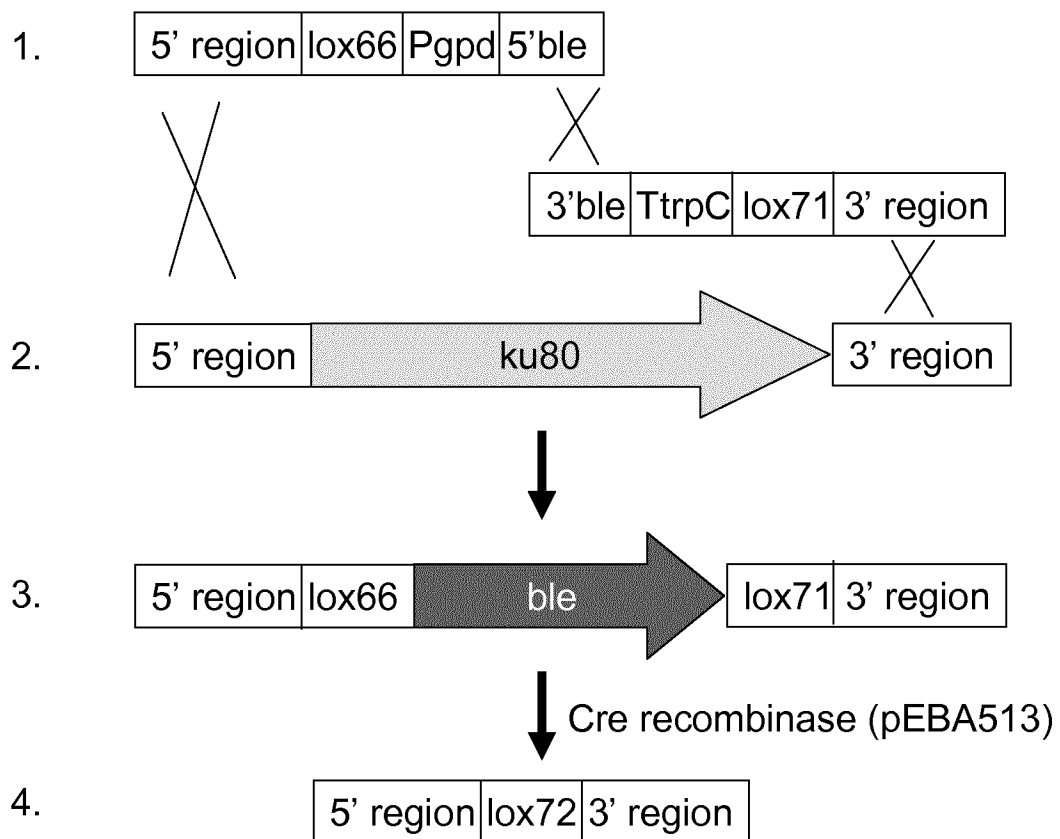 1. 5' region lox66 Pgpd 5'ble
3'ble TtrpC lox71 3' region
2. 5' region ku80 3' region
3. 5' region lox66 ble lox71 3' region
Cre recombinase (pEBA513)
4. 5' region lox72 3' region